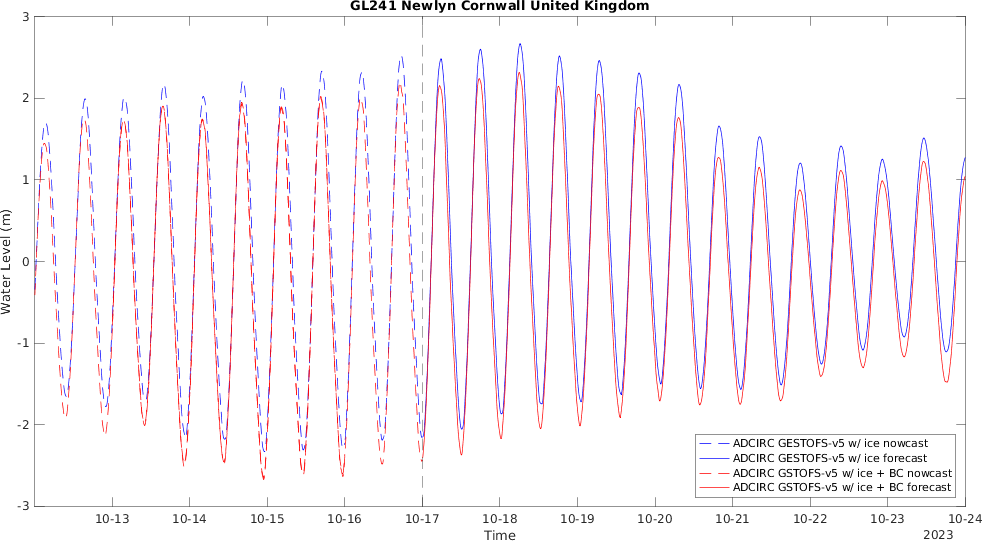 GL241 Newlyn Cornwall United Kingdom
3
2
1
0
-1
-2
-3
Water Level (m)
ADCIRC GESTOFS-v5 w/ ice nowcast
ADCIRC GESTOFS-v5 w/ ice forecast
ADCIRC GSTOFS-v5 w/ ice + BC nowcast
ADCIRC GSTOFS-v5 w/ ice + BC forecast
10-13 10-14 10-15 10-16 10-17 10-18 10-19 10-20 10-21 10-22 10-23 10-24
Time
2023